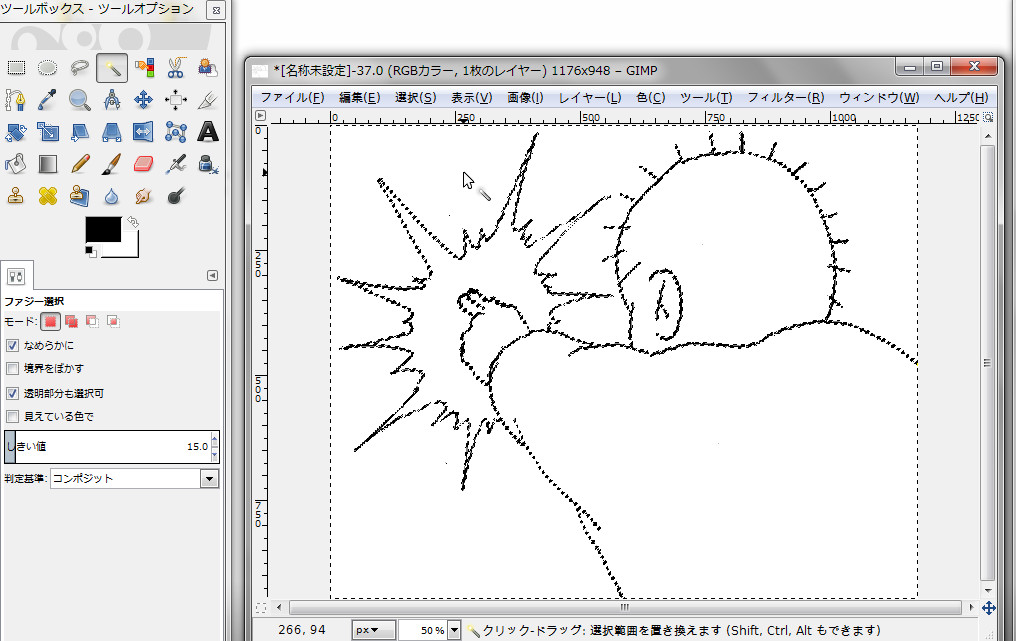 ツールボックス - ツールオプション
*[名称未設定]-37.0 (RGBカラー, 1枚のレイヤー) 1176x948 – GIMP
ファイル(F) 編集(E) 選択(S) 表示(V) 画像(I) レイヤー(L) 色(C) ツール(T) フィルター(R) ウィンドウ(W) ヘルプ(H)
0 250 500 750 1000 1250
0
250
500
750
ファジー選択
モード:
なめらかに
境界をぼかす
透明部分も選択可
見えている色で
しきい値 15.0
判定基準: コンポジット
266, 94 px 50 % クリック-ドラッグ: 選択範囲を置き換えます (Shift, Ctrl, Alt もできます)